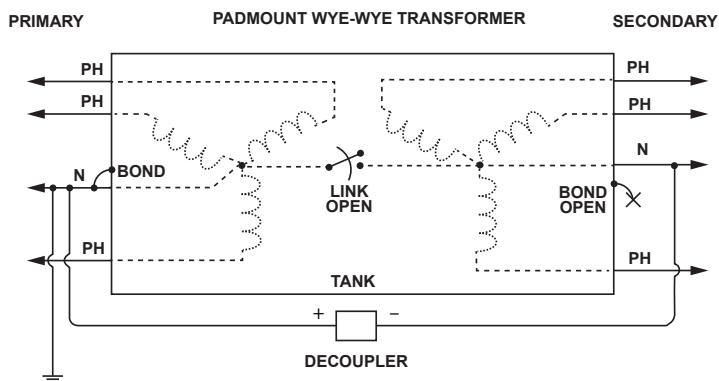 PRIMARY
PADMOUNT WYE-WYE TRANSFORMER
SECONDARY
PH
PH
PH
PH
N
BOND
N
LINK
OPEN
BOND
OPEN
PH
PH
TANK
+
−
DECOUPLER